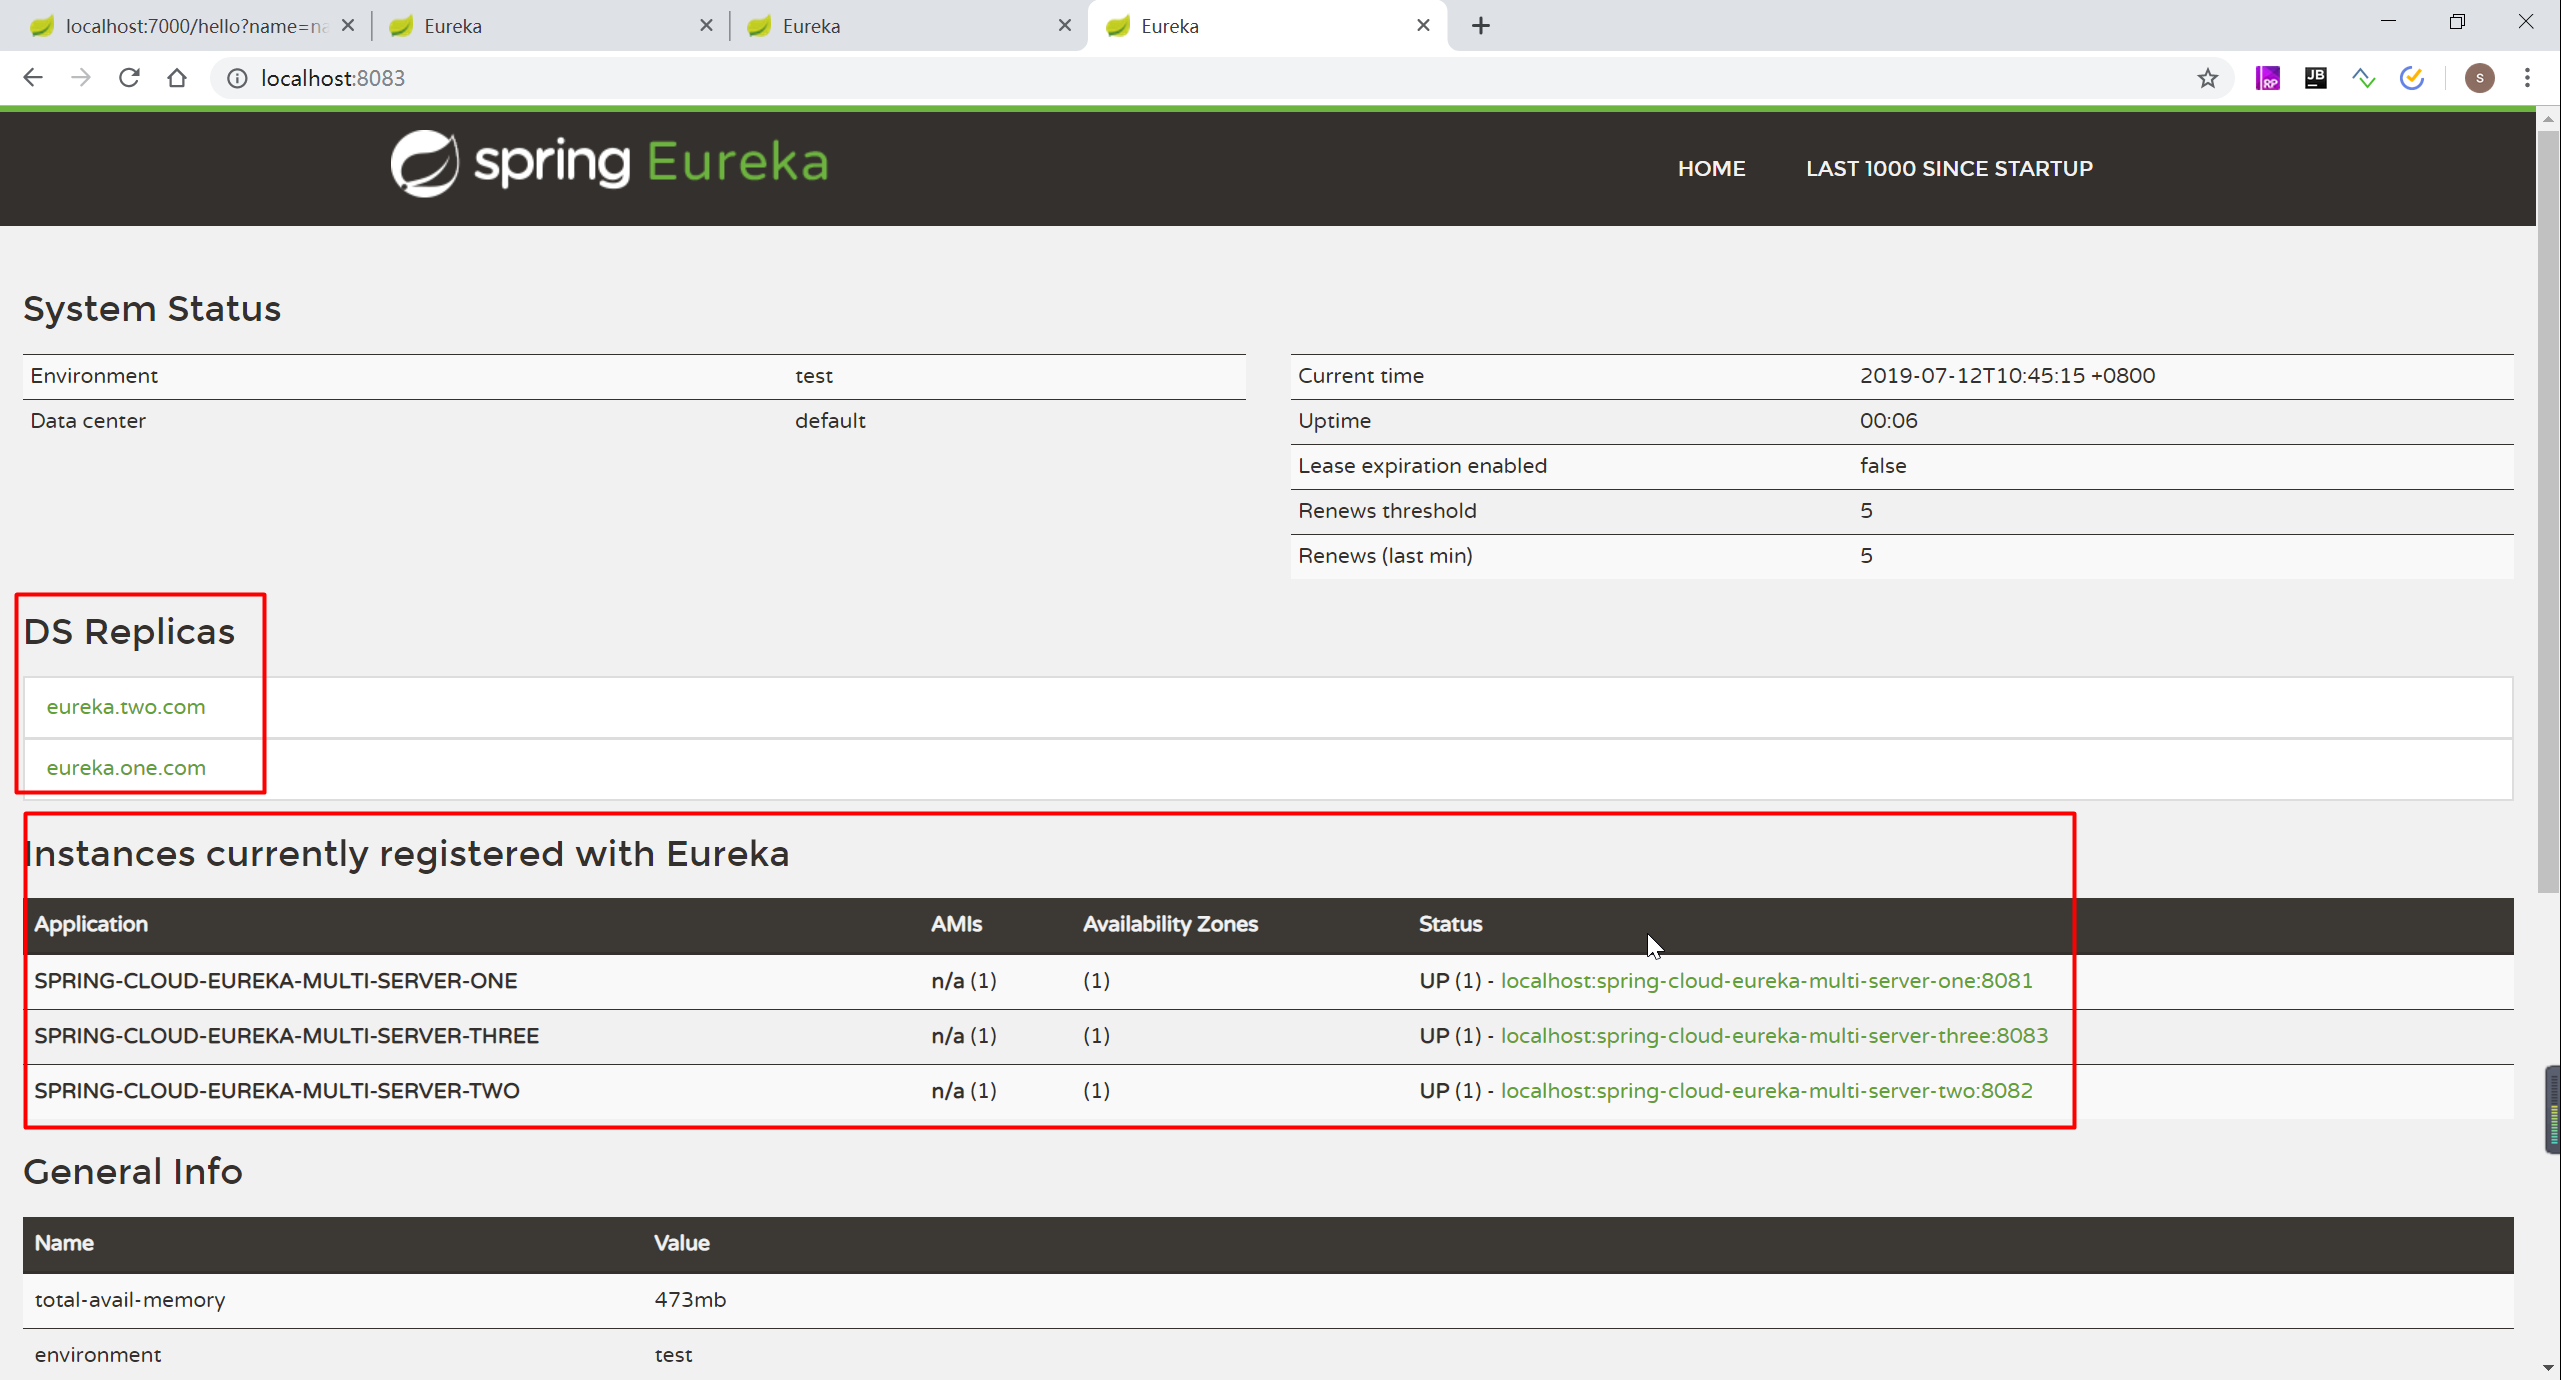 localhost:7000/hello?name=na
Eureka
Eureka
Eureka
localhost:8083
RP
JB
s
spring Eureka
HOME
LAST 1000 SINCE STARTUP
System Status
Environment test
Data center default
Current time 2019-07-12T10:45:15 +0800
Uptime 00:06
Lease expiration enabled false
Renews threshold 5
Renews (last min) 5
DS Replicas
eureka.two.com
eureka.one.com
Instances currently registered with Eureka
Application AMIs Availability Zones Status
SPRING-CLOUD-EUREKA-MULTI-SERVER-ONE n/a (1) (1) UP (1) - localhost:spring-cloud-eureka-multi-server-one:8081
SPRING-CLOUD-EUREKA-MULTI-SERVER-THREE n/a (1) (1) UP (1) - localhost:spring-cloud-eureka-multi-server-three:8083
SPRING-CLOUD-EUREKA-MULTI-SERVER-TWO n/a (1) (1) UP (1) - localhost:spring-cloud-eureka-multi-server-two:8082
General Info
Name Value
total-avail-memory 473mb
environment test